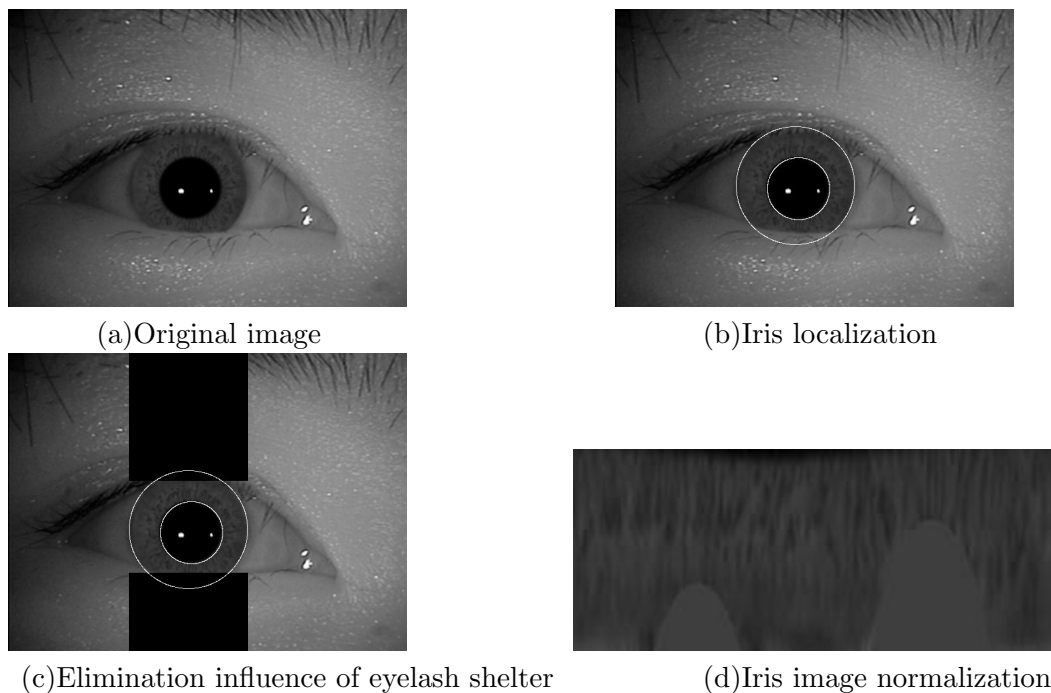 (a)Original image
(b)Iris localization
(c)Elimination influence of eyelash shelter
(d)Iris image normalization